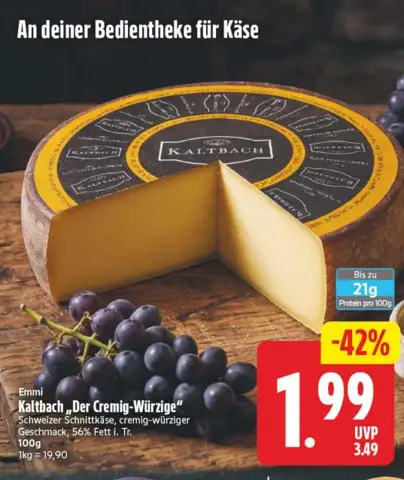 An deiner Bedientheke für Käse
KALTBACH
KALTBACH
Bis zu
21g
Protein pro 100g
-42%
Emmi
Kaltbach „Der Cremig-Würzige“
Schweizer Schnittkäse, cremig-würziger
Geschmack, 56% Fett i. Tr.
100g
1kg = 19,90
1.99
UVP
3.49